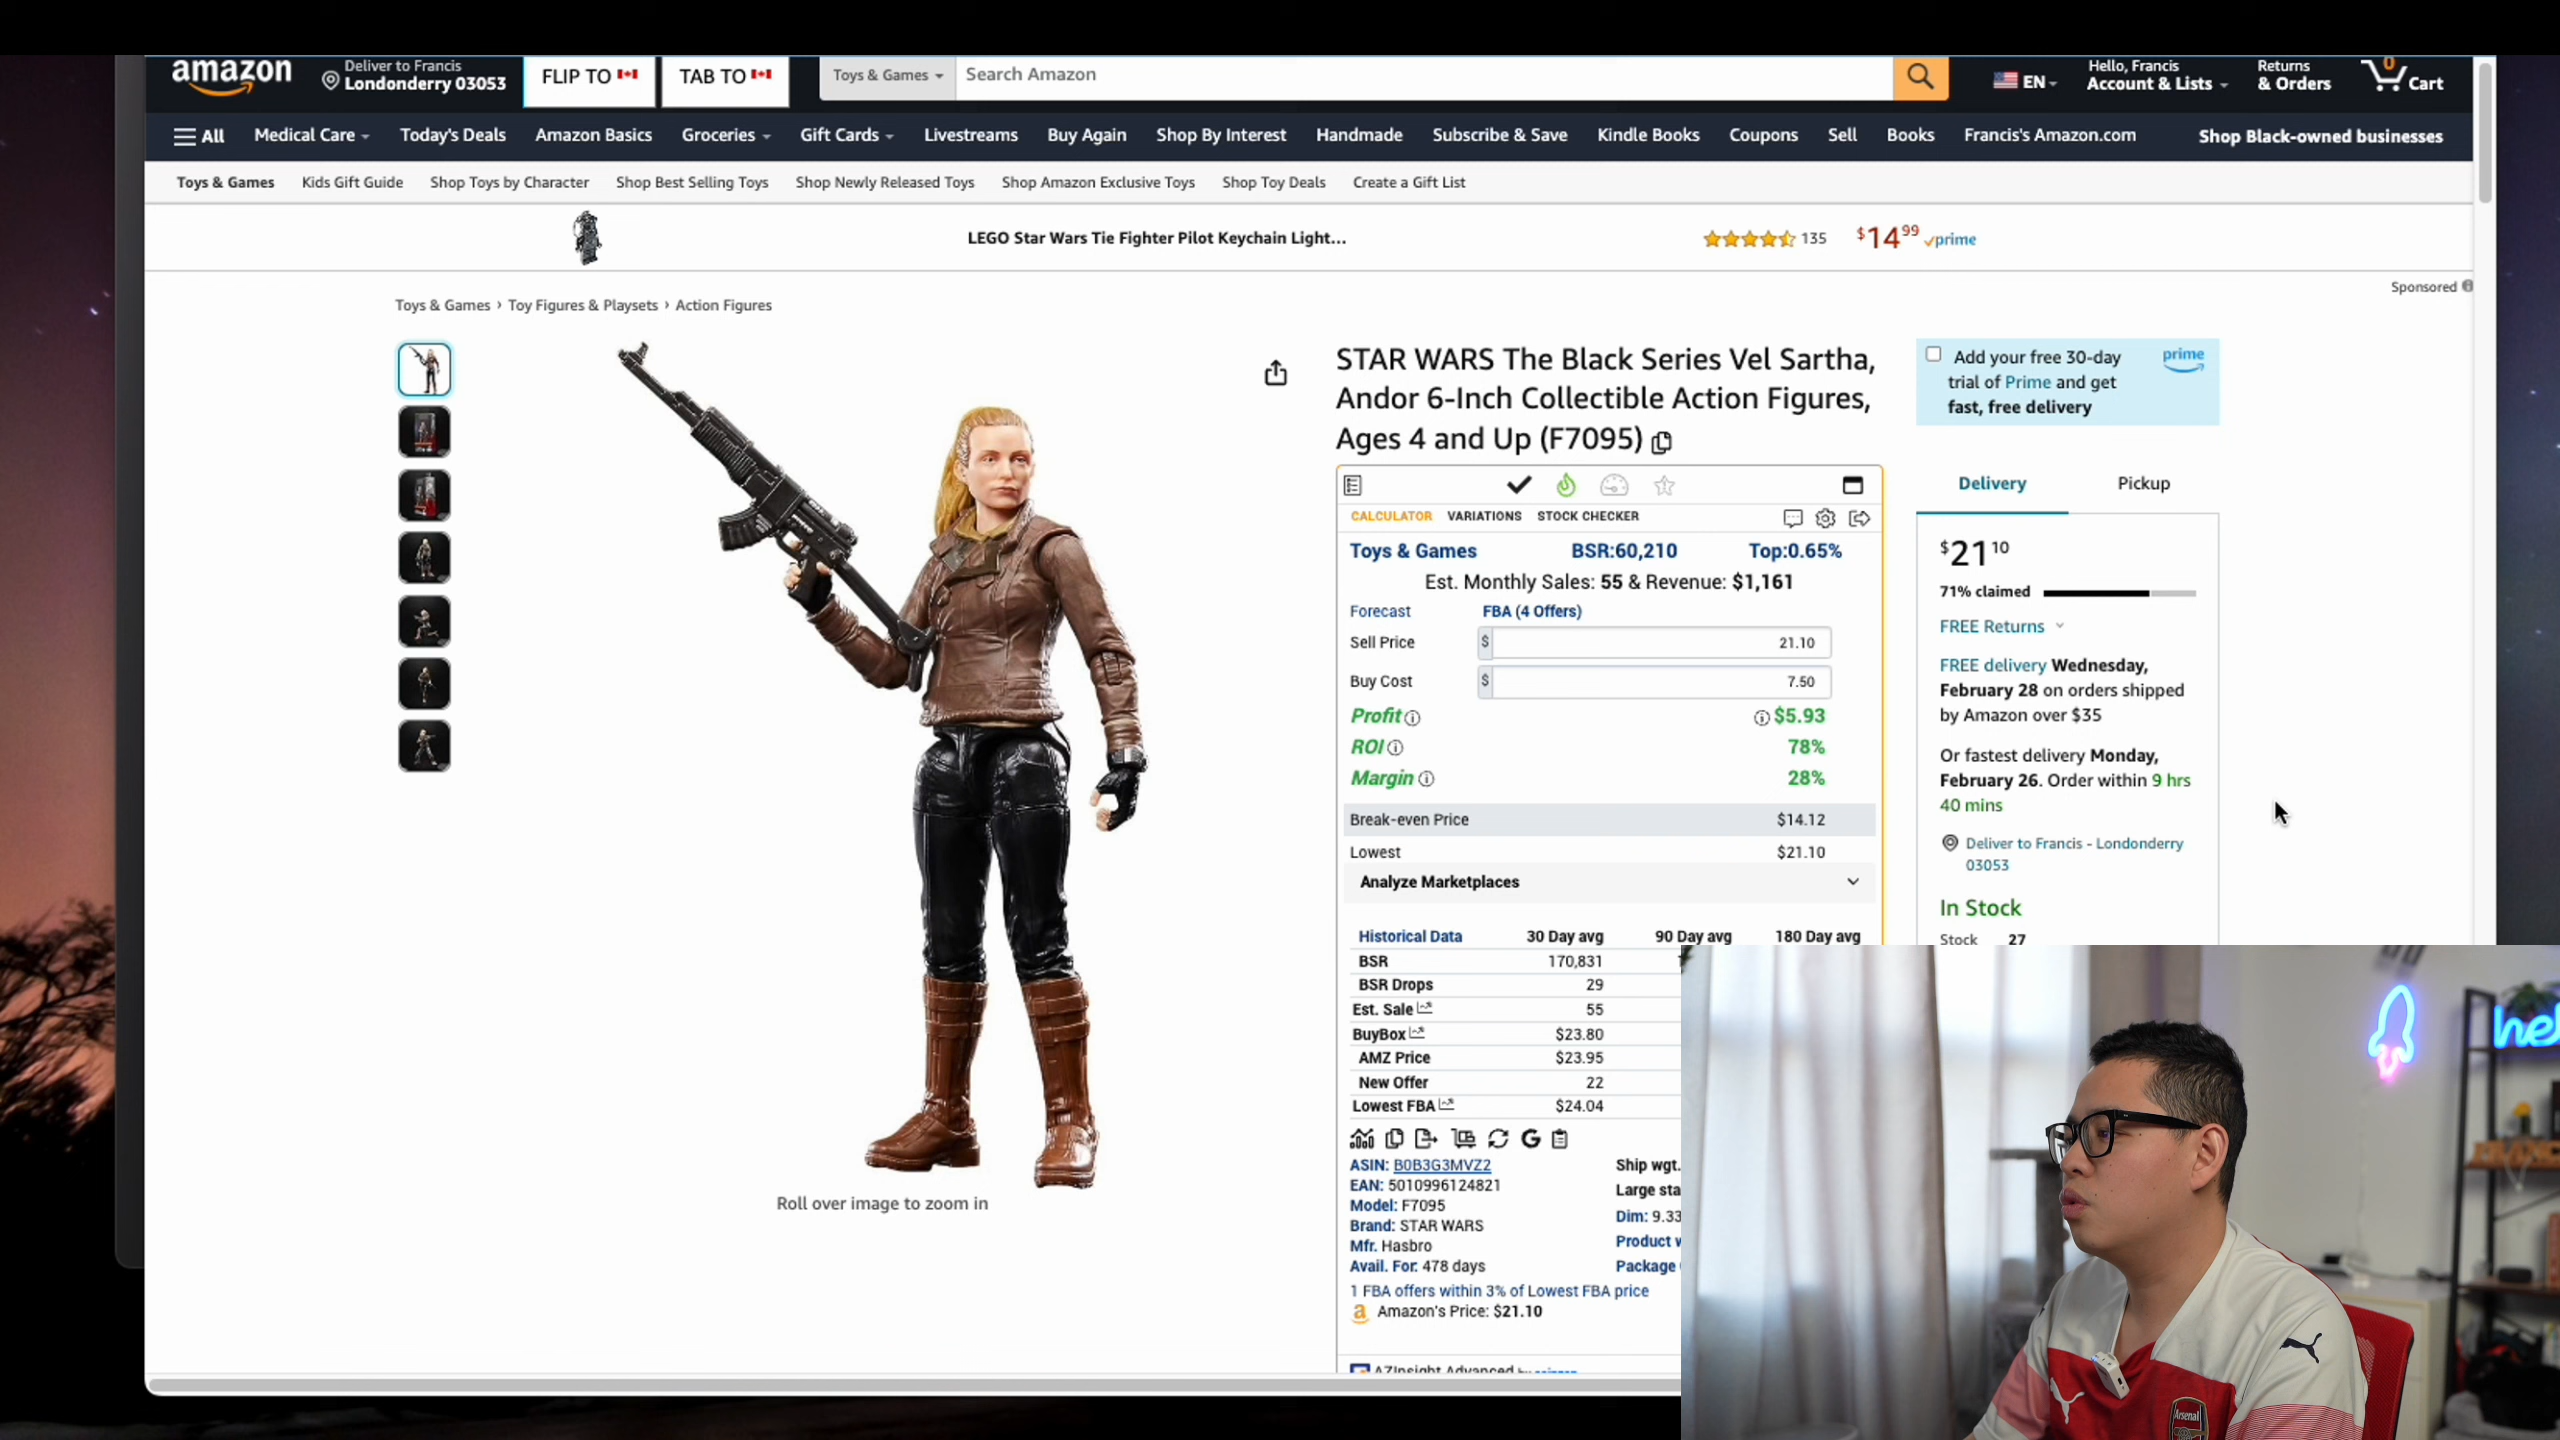 amazon
Deliver to Francis
Londonderry 03053
FLIP TO
TAB TO
Toys & Games
Search Amazon
EN
Hello, Francis
Account & Lists
Returns
& Orders
0
Cart
All
Medical Care
Today's Deals
Amazon Basics
Groceries
Gift Cards
Livestreams
Buy Again
Shop By Interest
Handmade
Subscribe & Save
Kindle Books
Coupons
Sell
Books
Francis's Amazon.com
Shop Black-owned businesses
Toys & Games
Kids Gift Guide
Shop Toys by Character
Shop Best Selling Toys
Shop Newly Released Toys
Shop Amazon Exclusive Toys
Shop Toy Deals
Create a Gift List
LEGO Star Wars Tie Fighter Pilot Keychain Light...
135
$14.99
prime
Sponsored
Toys & Games › Toy Figures & Playsets › Action Figures
Roll over image to zoom in
STAR WARS The Black Series Vel Sartha,
Andor 6-Inch Collectible Action Figures,
Ages 4 and Up (F7095)
CALCULATOR VARIATIONS STOCK CHECKER
Toys & Games BSR:60,210 Top:0.65%
Est. Monthly Sales: 55 & Revenue: $1,161
Forecast FBA (4 Offers)
Sell Price $ 21.10
Buy Cost $ 7.50
Profit $5.93
ROI 78%
Margin 28%
Break-even Price $14.12
Lowest $21.10
Analyze Marketplaces
Historical Data 30 Day avg 90 Day avg 180 Day avg
BSR 170,831
BSR Drops 29
Est. Sale 55
BuyBox $23.80
AMZ Price $23.95
New Offer 22
Lowest FBA $24.04
ASIN: B0B3G3MVZ2
EAN: 5010996124821
Model: F7095
Brand: STAR WARS
Mfr. Hasbro
Avail. For: 478 days
Ship wgt.
Large sta
Dim: 9.33
Product
Package
1 FBA offers within 3% of Lowest FBA price
Amazon's Price: $21.10
AZInsight Advanced
Add your free 30-day
trial of Prime and get
fast, free delivery
prime
Delivery
Pickup
$21.10
71% claimed
FREE Returns
FREE delivery Wednesday,
February 28 on orders shipped
by Amazon over $35
Or fastest delivery Monday,
February 26. Order within 9 hrs
40 mins
Deliver to Francis - Londonderry
03053
In Stock
Stock 27
hel
Arsenal